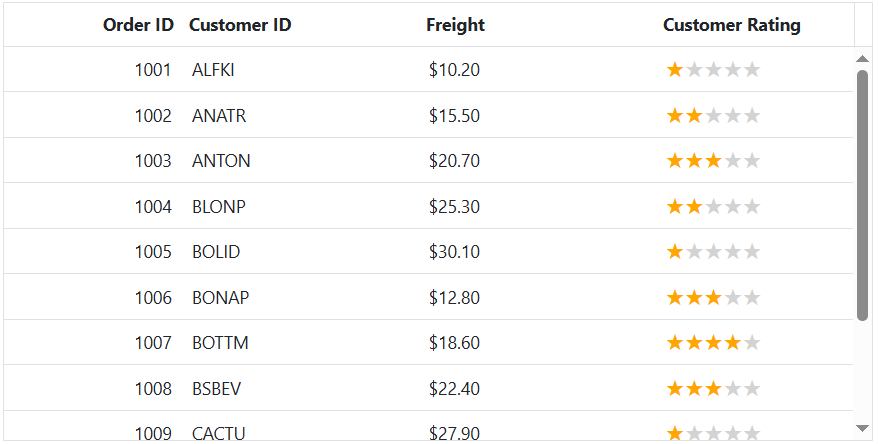 Order ID Customer ID Freight Customer Rating
1001 ALFKI $10.20 ★★★★★
1002 ANATR $15.50 ★★★★★
1003 ANTON $20.70 ★★★★★
1004 BLONP $25.30 ★★★★★
1005 BOLID $30.10 ★★★★★
1006 BONAP $12.80 ★★★★★
1007 BOTTM $18.60 ★★★★★
1008 BSBEV $22.40 ★★★★★
1009 CACTU $27.90 ★★★★★